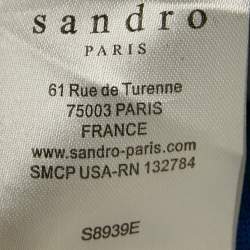 sandro
PARIS
61 Rue de Turenne
75003 PARIS
FRANCE
www.sandro-paris.com
SMCP USA-RN 132784
S8939E